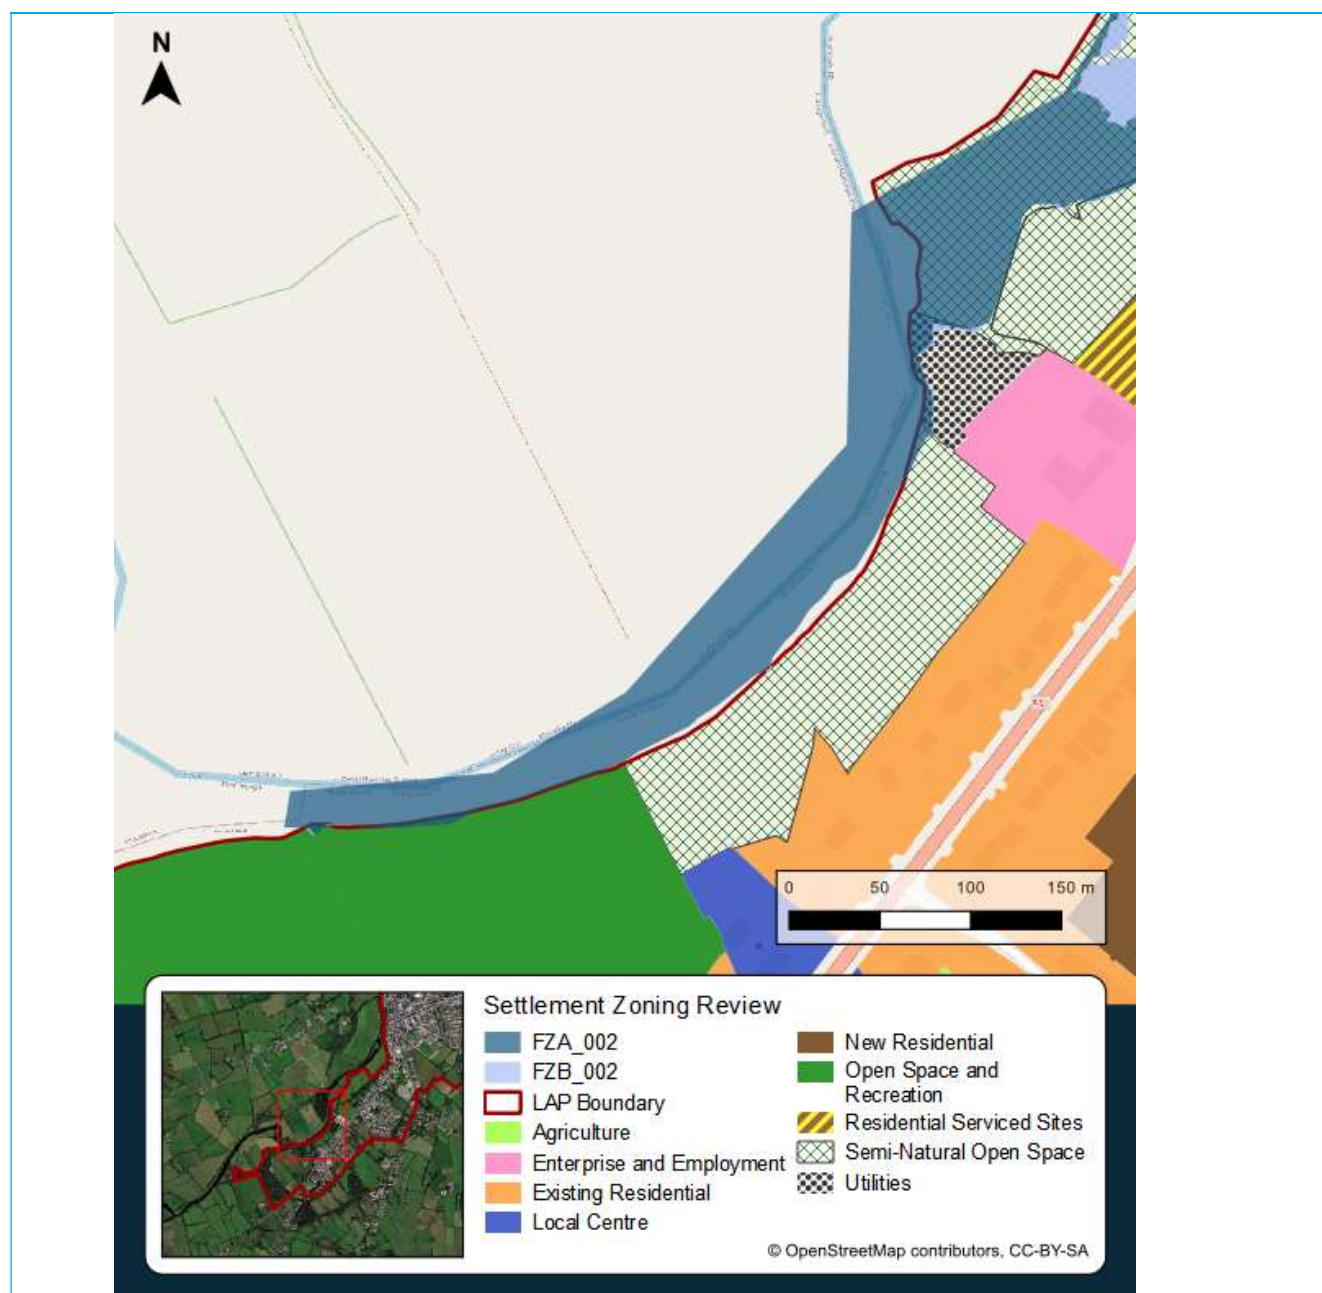 N
0 50 100 150 m
Settlement Zoning Review
FZA_002
FZB_002
LAP Boundary
Agriculture
Enterprise and Employment
Existing Residential
Local Centre
New Residential
Open Space and
Recreation
Residential Serviced Sites
Semi-Natural Open Space
Utilities
© OpenStreetMap contributors, CC-BY-SA